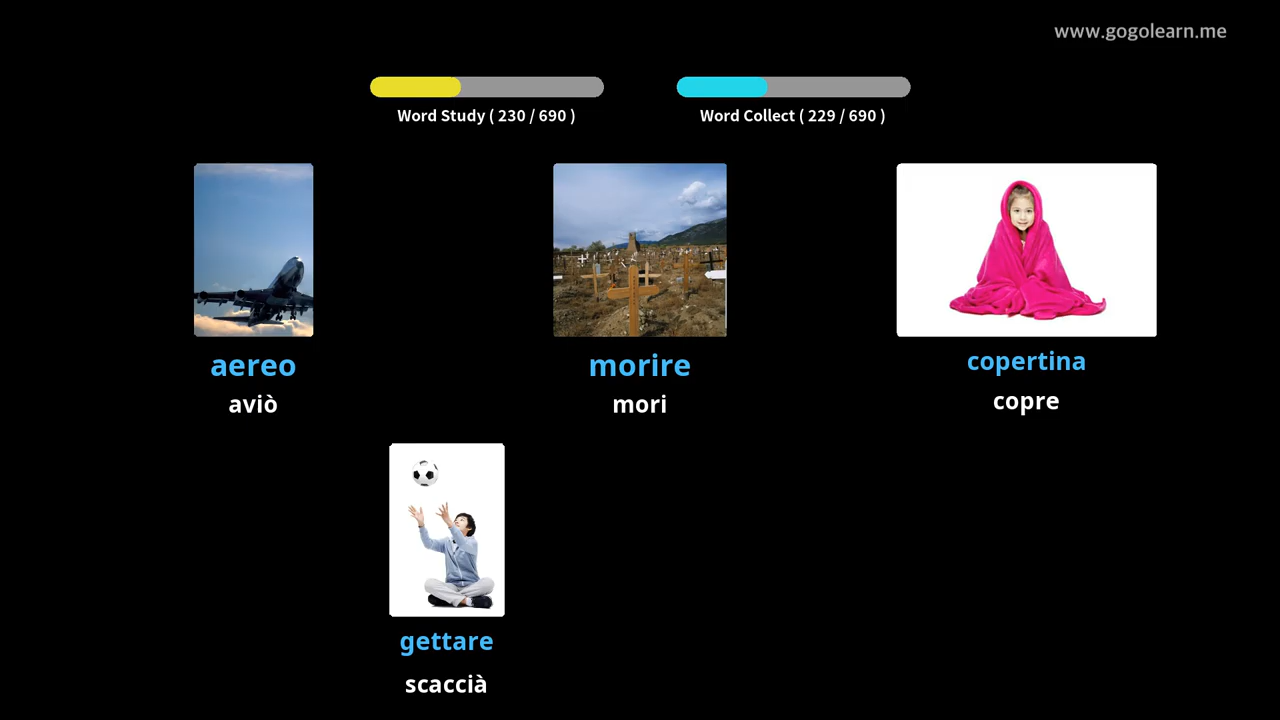 www.gogolearn.me
Word Study ( 230 / 690 )
Word Collect ( 229 / 690 )
aereo
aviò
morire
mori
copertina
copre
gettare
scaccià